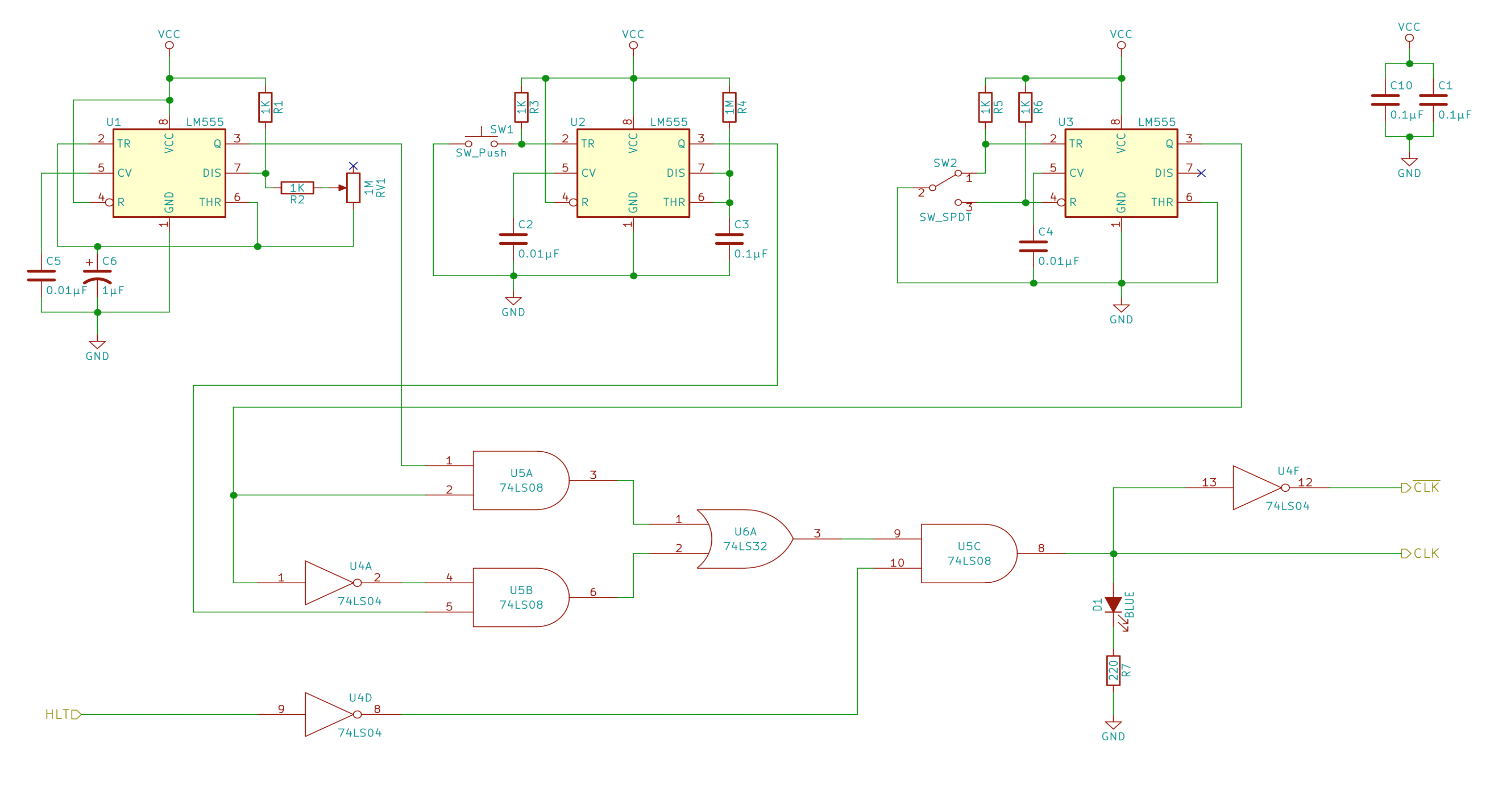 VCC
VCC
VCC
VCC
1K
R1
U1
LM555
2
TR
5
CV
4
R
8
VCC
GND
1
Q
3
DIS
7
THR
6
1K
R2
1M
RV1
C5
0.01µF
C6
1µF
GND
1K
R3
1M
R4
SW1
SW_Push
U2
LM555
2
TR
5
CV
4
R
8
VCC
GND
1
Q
3
DIS
7
THR
6
C2
0.01µF
C3
0.1µF
GND
1K
R5
1K
R6
U3
LM555
2
TR
5
CV
4
R
8
VCC
GND
1
Q
3
DIS
7
THR
6
SW2
1
2
3
SW_SPDT
C4
0.01µF
GND
C10
0.1µF
C1
0.1µF
GND
1
2
U5A
74LS08
3
1
U4A
2
74LS04
4
5
U5B
74LS08
6
1
2
U6A
74LS32
3
9
10
U5C
74LS08
8
13
U4F
12
74LS04
CLK
CLK
D1
BLUE
220
R7
GND
HLT
9
U4D
8
74LS04